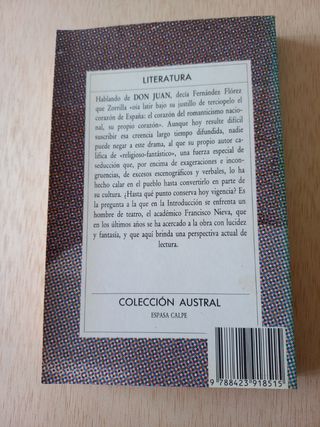 LITERATURA
Hablando de DON JUAN, decía Fernández Flórez
que Zorrilla «oía latir bajo su justillo de terciopelo el
corazón de España: el corazón del romanticismo nacio-
nal, su propio corazón». Aunque hoy resulte difícil
suscribir esa creencia largo tiempo difundida, nadie
puede negar a este drama, al que su propio autor cala-
lifica de «religioso-fantástico», una fuerza especial de
seducción que, por encima de exageraciones e incon-
gruencias, de excesos escenográficos y verbales, lo ha
hecho calar en el pueblo hasta convertirlo en parte de
su cultura. ¿Hasta qué punto conserva hoy vigencia? Es
la pregunta a la que en la Introducción se enfrenta un
hombre de teatro, el académico Francisco Nieva, que
en los últimos años se ha acercado a la obra con lucidez
y fantasía, y que aquí brinda una perspectiva actual de
lectura.
COLECCIÓN AUSTRAL
ESPASA CALPE
9 788423 918515